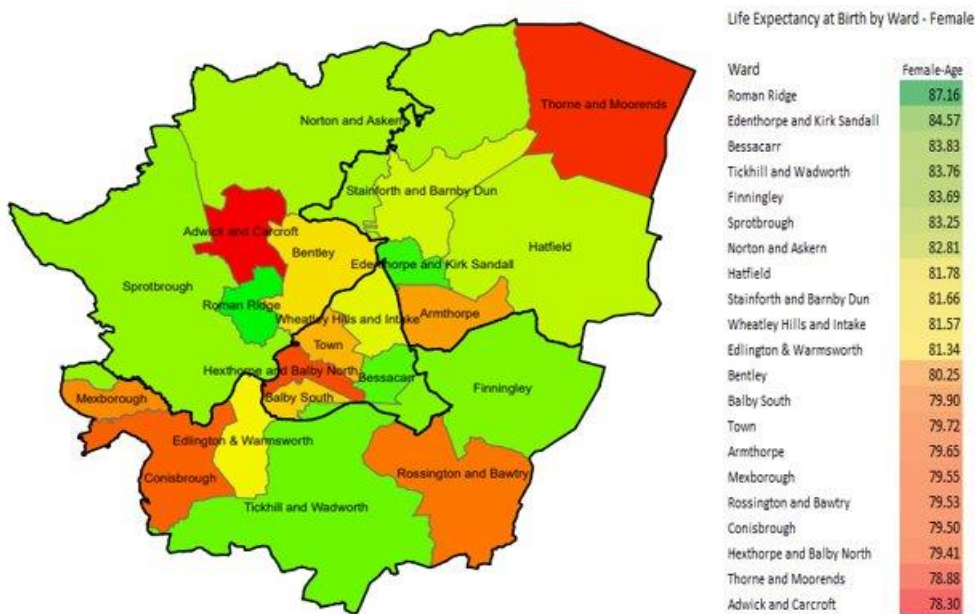 Life Expectancy at Birth by Ward - Female
Ward Female-Age
Roman Ridge 87.16
Edenthorpe and Kirk Sandall 84.57
Bessacarr 83.83
Tickhill and Wadworth 83.76
Finningley 83.69
Sprotbrough 83.25
Norton and Askern 82.81
Hatfield 81.78
Stainforth and Barnby Dun 81.66
Wheatley Hills and Intake 81.57
Edlington & Warmsworth 81.34
Bentley 80.25
Balby South 79.90
Town 79.72
Armthorpe 79.65
Mexborough 79.55
Rossington and Bawtry 79.53
Conisbrough 79.50
Hexthorpe and Balby North 79.41
Thorne and Moorends 78.88
Adwick and Carcroft 78.30
Thorne and Moorends
Norton and Askern
Stainforth and Barnby Dun
Adwick and Carcroft
Hatfield
Bentley
Edenthorpe and Kirk Sandall
Sprotbrough
Roman Ridge
Armthorpe
Wheatley Hills and Intake
Town
Hexthorpe and Balby North
Bessacarr
Finningley
Mexborough
Balby South
Edlington & Warmsworth
Conisbrough
Rossington and Bawtry
Tickhill and Wadworth